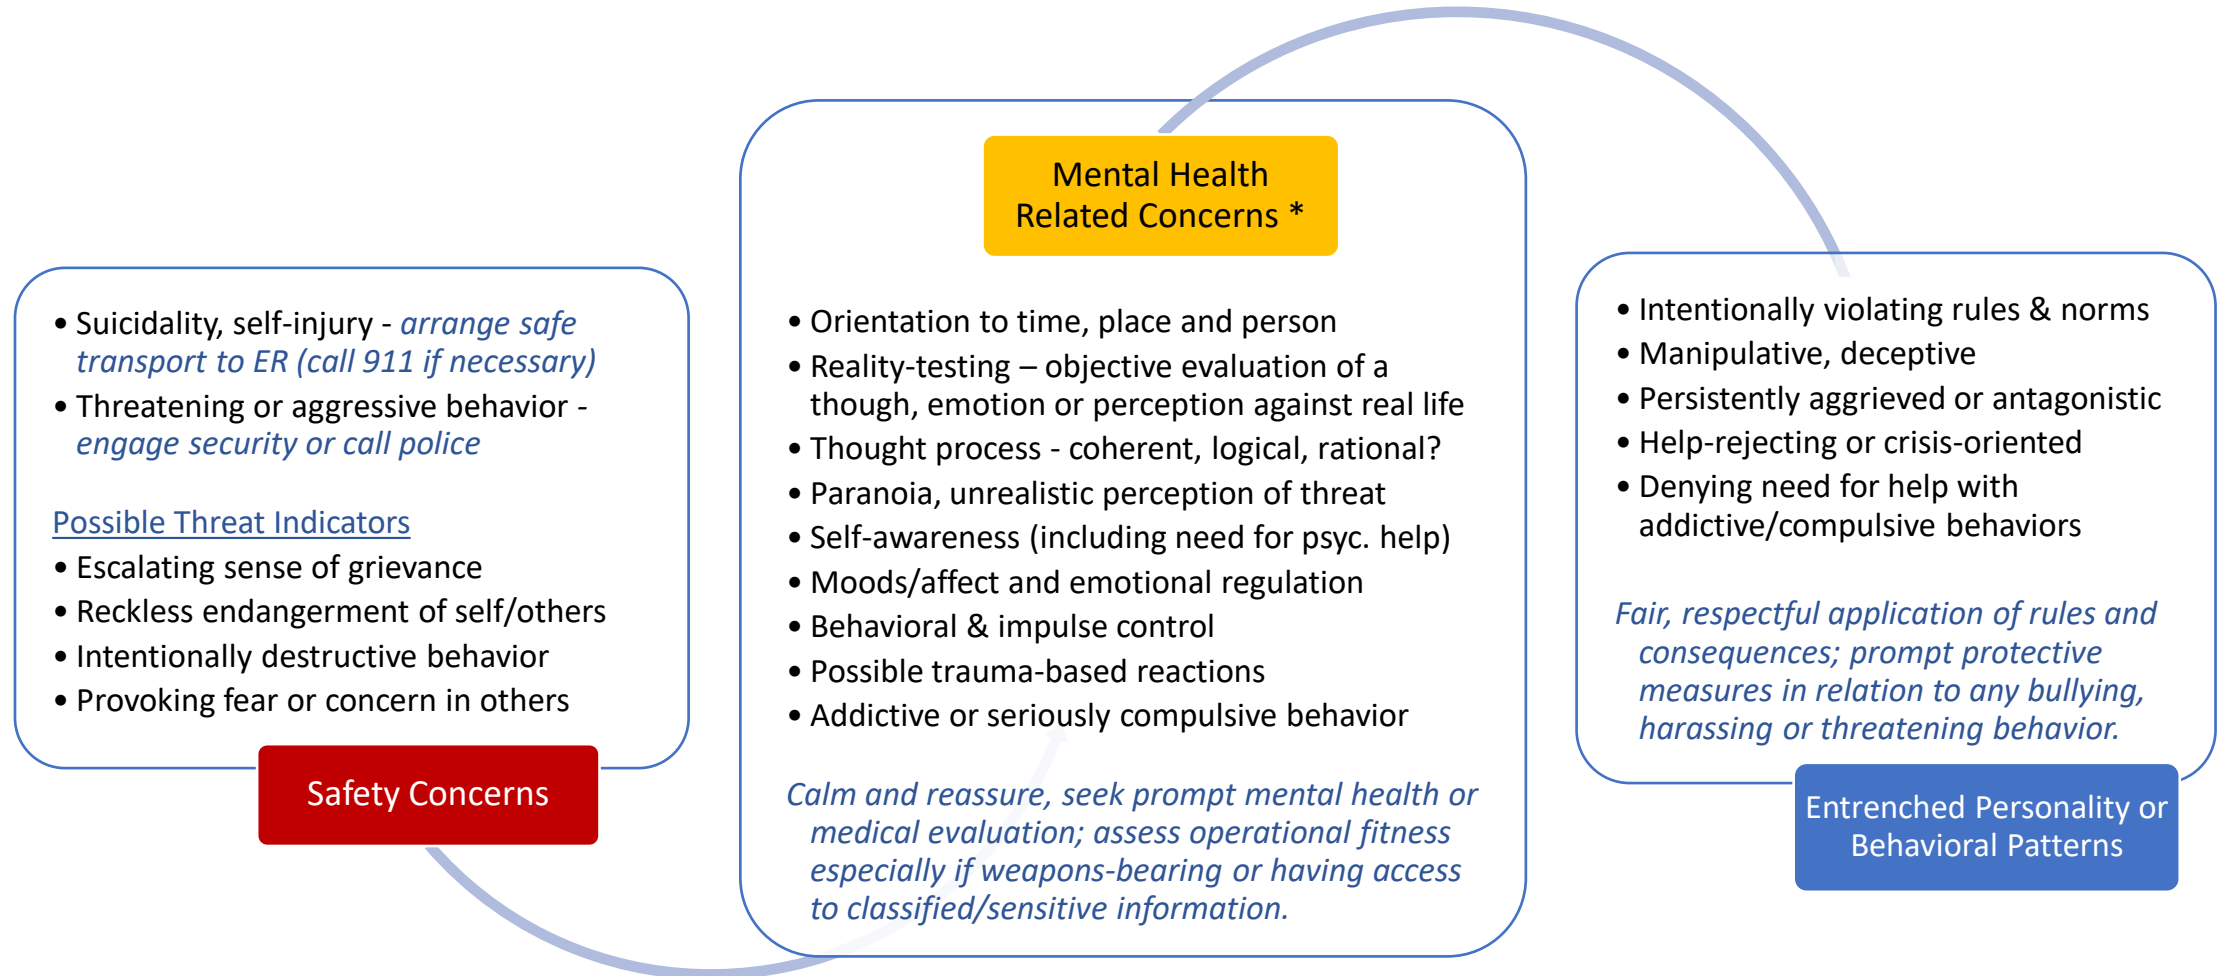 • Suicidality, self-injury - arrange safe
transport to ER (call 911 if necessary)
• Threatening or aggressive behavior -
engage security or call police
Possible Threat Indicators
• Escalating sense of grievance
• Reckless endangerment of self/others
• Intentionally destructive behavior
• Provoking fear or concern in others
Safety Concerns
Mental Health
Related Concerns *
• Orientation to time, place and person
• Reality-testing – objective evaluation of a
though, emotion or perception against real life
• Thought process - coherent, logical, rational?
• Paranoia, unrealistic perception of threat
• Self-awareness (including need for psyc. help)
• Moods/affect and emotional regulation
• Behavioral & impulse control
• Possible trauma-based reactions
• Addictive or seriously compulsive behavior
Calm and reassure, seek prompt mental health or
medical evaluation; assess operational fitness
especially if weapons-bearing or having access
to classified/sensitive information.
• Intentionally violating rules & norms
• Manipulative, deceptive
• Persistently aggrieved or antagonistic
• Help-rejecting or crisis-oriented
• Denying need for help with
addictive/compulsive behaviors
Fair, respectful application of rules and
consequences; prompt protective
measures in relation to any bullying,
harassing or threatening behavior.
Entrenched Personality or
Behavioral Patterns